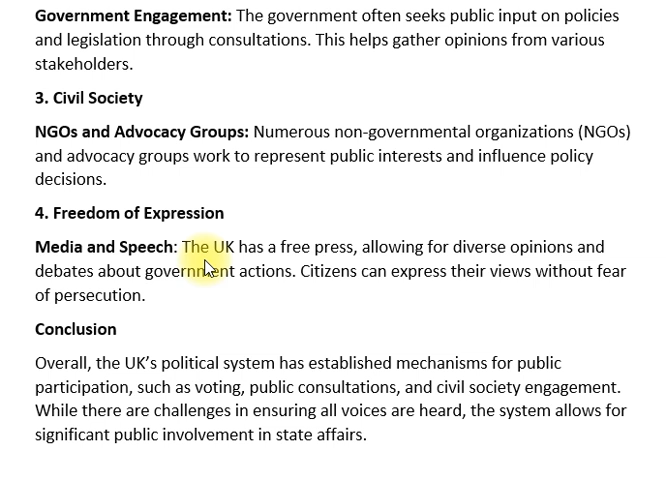 Government Engagement: The government often seeks public input on policies
and legislation through consultations. This helps gather opinions from various
stakeholders.
3. Civil Society
NGOs and Advocacy Groups: Numerous non-governmental organizations (NGOs)
and advocacy groups work to represent public interests and influence policy
decisions.
4. Freedom of Expression
Media and Speech: The UK has a free press, allowing for diverse opinions and
debates about government actions. Citizens can express their views without fear
of persecution.
Conclusion
Overall, the UK’s political system has established mechanisms for public
participation, such as voting, public consultations, and civil society engagement.
While there are challenges in ensuring all voices are heard, the system allows for
significant public involvement in state affairs.